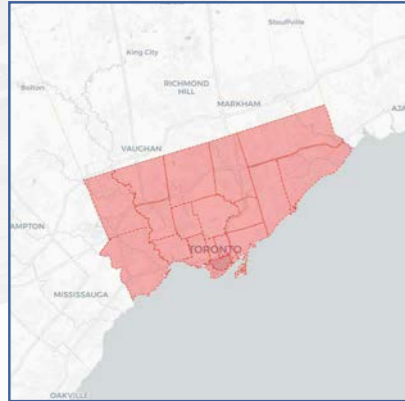 Stouffville
King City
Bolton
RICHMOND
HILL
MARKHAM
AJA
VAUGHAN
AMPTON
TORONTO
MISSISSAUGA
OAKVILLE